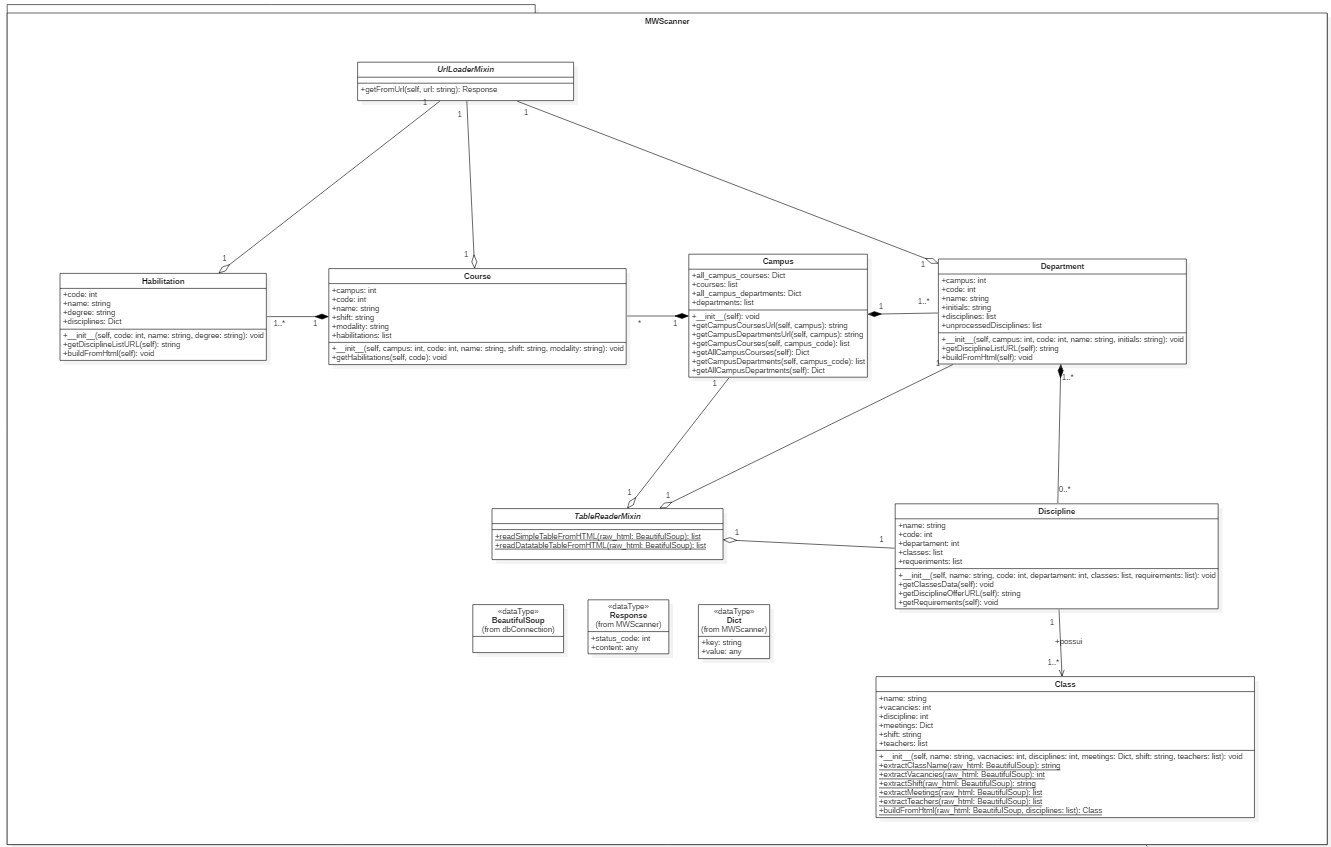 MWScanner
UrlLoaderMixin
+getFromUrl(self, url: string): Response
1
1
1
1
1
1
Habilitation
+code: int
+name: string
+degree: string
+disciplines: Dict
+__init__(self, code: int, name: string, degree: string): void
+getDisciplineListURL(self): string
+buildFromHtml(self): void
1..*
1
Course
+campus: int
+code: int
+name: string
+shift: string
+modality: string
+habilitations: list
+__init__(self, campus: int, code: int, name: string, shift: string, modality: string): void
+getHabilitations(self, code): void
*
1
Campus
+all_campus_courses: Dict
+courses: list
+all_campus_departments: Dict
+departments: list
+__init__(self): void
+getCampusCoursesUrl(self, campus): string
+getCampusDepartmentsUrl(self, campus): string
+getCampusCourses(self, campus_code): list
+getAllCampusCourses(self): Dict
+getCampusDepartments(self, campus_code): list
+getAllCampusDepartments(self): Dict
1
1..*
Department
+campus: int
+code: int
+name: string
+initials: string
+disciplines: list
+unprocessedDisciplines: list
+__init__(self, campus: int, code: int, name: string, initials: string): void
+getDisciplineListURL(self): string
+buildFromHtml(self): void
1
1
1..*
1
1
0..*
TableReaderMixin
+readSimpleTableFromHTML(raw_html: BeautifulSoup): list
+readDatatableTableFromHTML(raw_html: BeatifulSoup): list
1
1
Discipline
+name: string
+code: int
+departament: int
+classes: list
+requeriments: list
+__init__(self, name: string, code: int, departament: int, classes: list, requirements: list): void
+getClassesData(self): void
+getDisciplineOfferURL(self): string
+getRequirements(self): void
«dataType»
BeautifulSoup
(from dbConnectiion)
«dataType»
Response
(from MWScanner)
+status_code: int
+content: any
«dataType»
Dict
(from MWScanner)
+key: string
+value: any
1
+possui
1..*
Class
+name: string
+vacancies: int
+discipline: int
+meetings: Dict
+shift: string
+teachers: list
+__init__(self, name: string, vacnacies: int, disciplines: int, meetings: Dict, shift: string, teachers: list): void
+extractClassName(raw_html: BeautifulSoup): string
+extractVacancies(raw_html: BeautifulSoup): int
+extractShift(raw_html: BeautifulSoup): string
+extractMeetings(raw_html: BeautifulSoup): list
+extractTeachers(raw_html: BeautifulSoup): list
+buildFromHtml(raw_html: BeautifulSoup, disciplines: list): Class